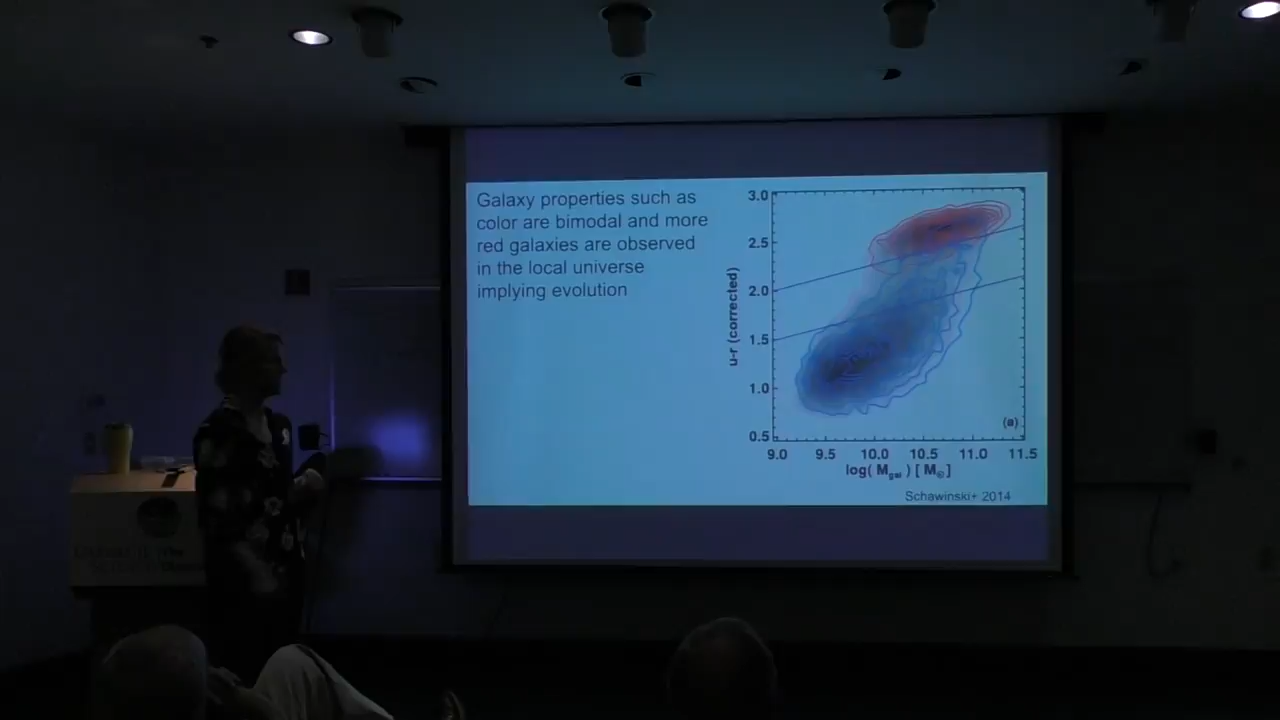 Galaxy properties such as
color are bimodal and more
red galaxies are observed
in the local universe
implying evolution
3.0
2.5
2.0
1.5
1.0
0.5
u-r (corrected)
(a)
9.0 9.5 10.0 10.5 11.0 11.5
log( Mgal ) [ M☉]
Schawinski+ 2014